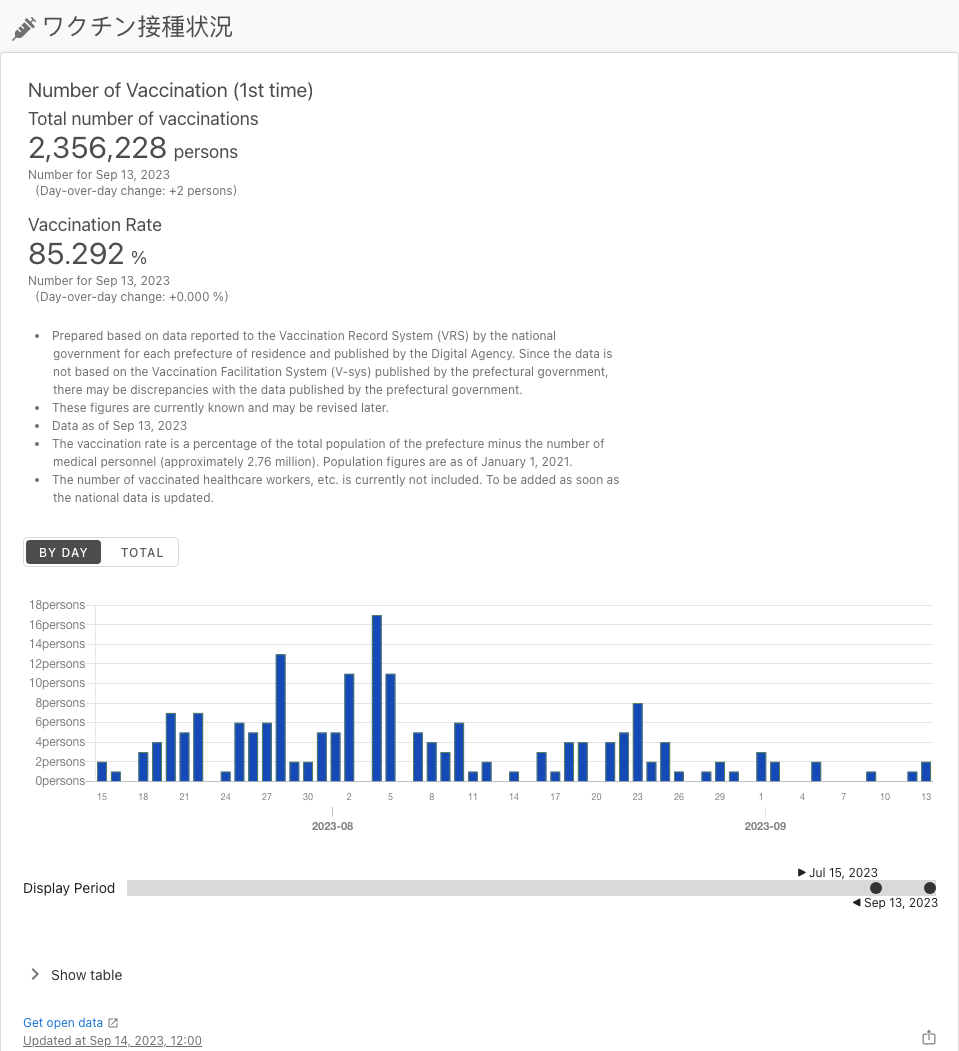 ワクチン接種状況
Number of Vaccination (1st time)
Total number of vaccinations
2,356,228 persons
Number for Sep 13, 2023
(Day-over-day change: +2 persons)
Vaccination Rate
85.292 %
Number for Sep 13, 2023
(Day-over-day change: +0.000 %)
• Prepared based on data reported to the Vaccination Record System (VRS) by the national
government for each prefecture of residence and published by the Digital Agency. Since the data is
not based on the Vaccination Facilitation System (V-sys) published by the prefectural government,
there may be discrepancies with the data published by the prefectural government.
• These figures are currently known and may be revised later.
• Data as of Sep 13, 2023
• The vaccination rate is a percentage of the total population of the prefecture minus the number of
medical personnel (approximately 2.76 million). Population figures are as of January 1, 2021.
• The number of vaccinated healthcare workers, etc. is currently not included. To be added as soon as
the national data is updated.
BY DAY TOTAL
18persons
16persons
14persons
12persons
10persons
8persons
6persons
4persons
2persons
0persons
15 18 21 24 27 30 2 5 8 11 14 17 20 23 26 29 1 4 7 10 13
2023-08 2023-09
Jul 15, 2023
Display Period
Sep 13, 2023
Show table
Get open data
Updated at Sep 14, 2023, 12:00